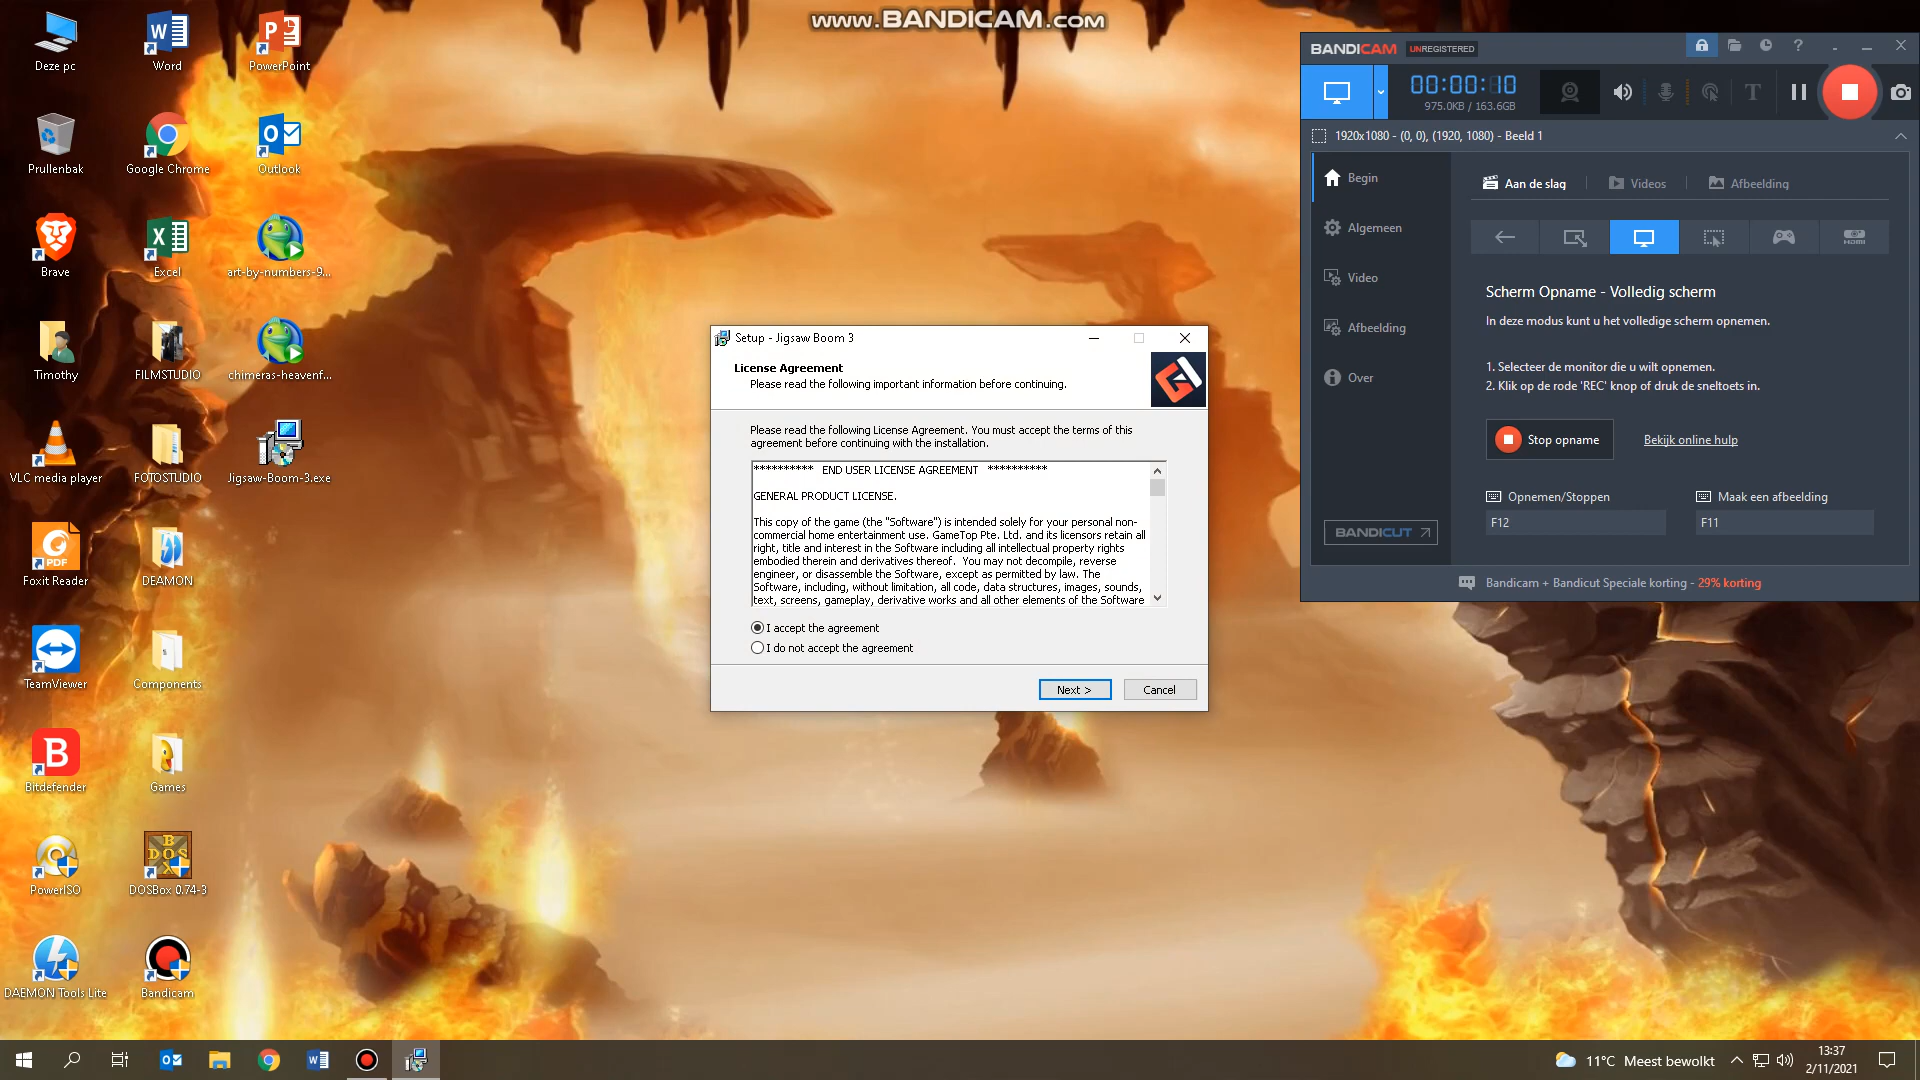 www.BANDICAM.com
Deze pc
Word
PowerPoint
Prullenbak
Google Chrome
Outlook
Brave
Excel
art-by-numbers-9...
Timothy
FILMSTUDIO
chimeras-heavenf...
VLC media player
FOTOSTUDIO
Jigsaw-Boom-3.exe
Foxit Reader
DEAMON
TeamViewer
Components
Bitdefender
Games
PowerISO
DOSBox 0.74-3
DAEMON Tools Lite
Bandicam
Setup - Jigsaw Boom 3
License Agreement
Please read the following important information before continuing.
Please read the following License Agreement. You must accept the terms of this
agreement before continuing with the installation.
********** END USER LICENSE AGREEMENT **********
GENERAL PRODUCT LICENSE.
This copy of the game (the "Software") is intended solely for your personal non-
commercial home entertainment use. GameTop Pte. Ltd. and its licensors retain all
right, title and interest in the Software including all intellectual property rights
embodied therein and derivatives thereof. You may not decompile, reverse
engineer, or disassemble the Software, except as permitted by law. The
Software, including, without limitation, all code, data structures, images, sounds,
text, screens, gameplay, derivative works and all other elements of the Software
I accept the agreement
I do not accept the agreement
Next >
Cancel
BANDICAM UNREGISTERED
00:00:10
975.0KB / 163.6GB
1920x1080 - (0, 0), (1920, 1080) - Beeld 1
Begin
Algemeen
Video
Afbeelding
Over
BANDICUT
Aan de slag
Videos
Afbeelding
HDMI
Scherm Opname - Volledig scherm
In deze modus kunt u het volledige scherm opnemen.
1. Selecteer de monitor die u wilt opnemen.
2. Klik op de rode 'REC' knop of druk de sneltoets in.
Stop opname
Bekijk online hulp
Opnemen/Stoppen
Maak een afbeelding
F12
F11
Bandicam + Bandicut Speciale korting - 29% korting
11°C Meest bewolkt
13:37
2/11/2021